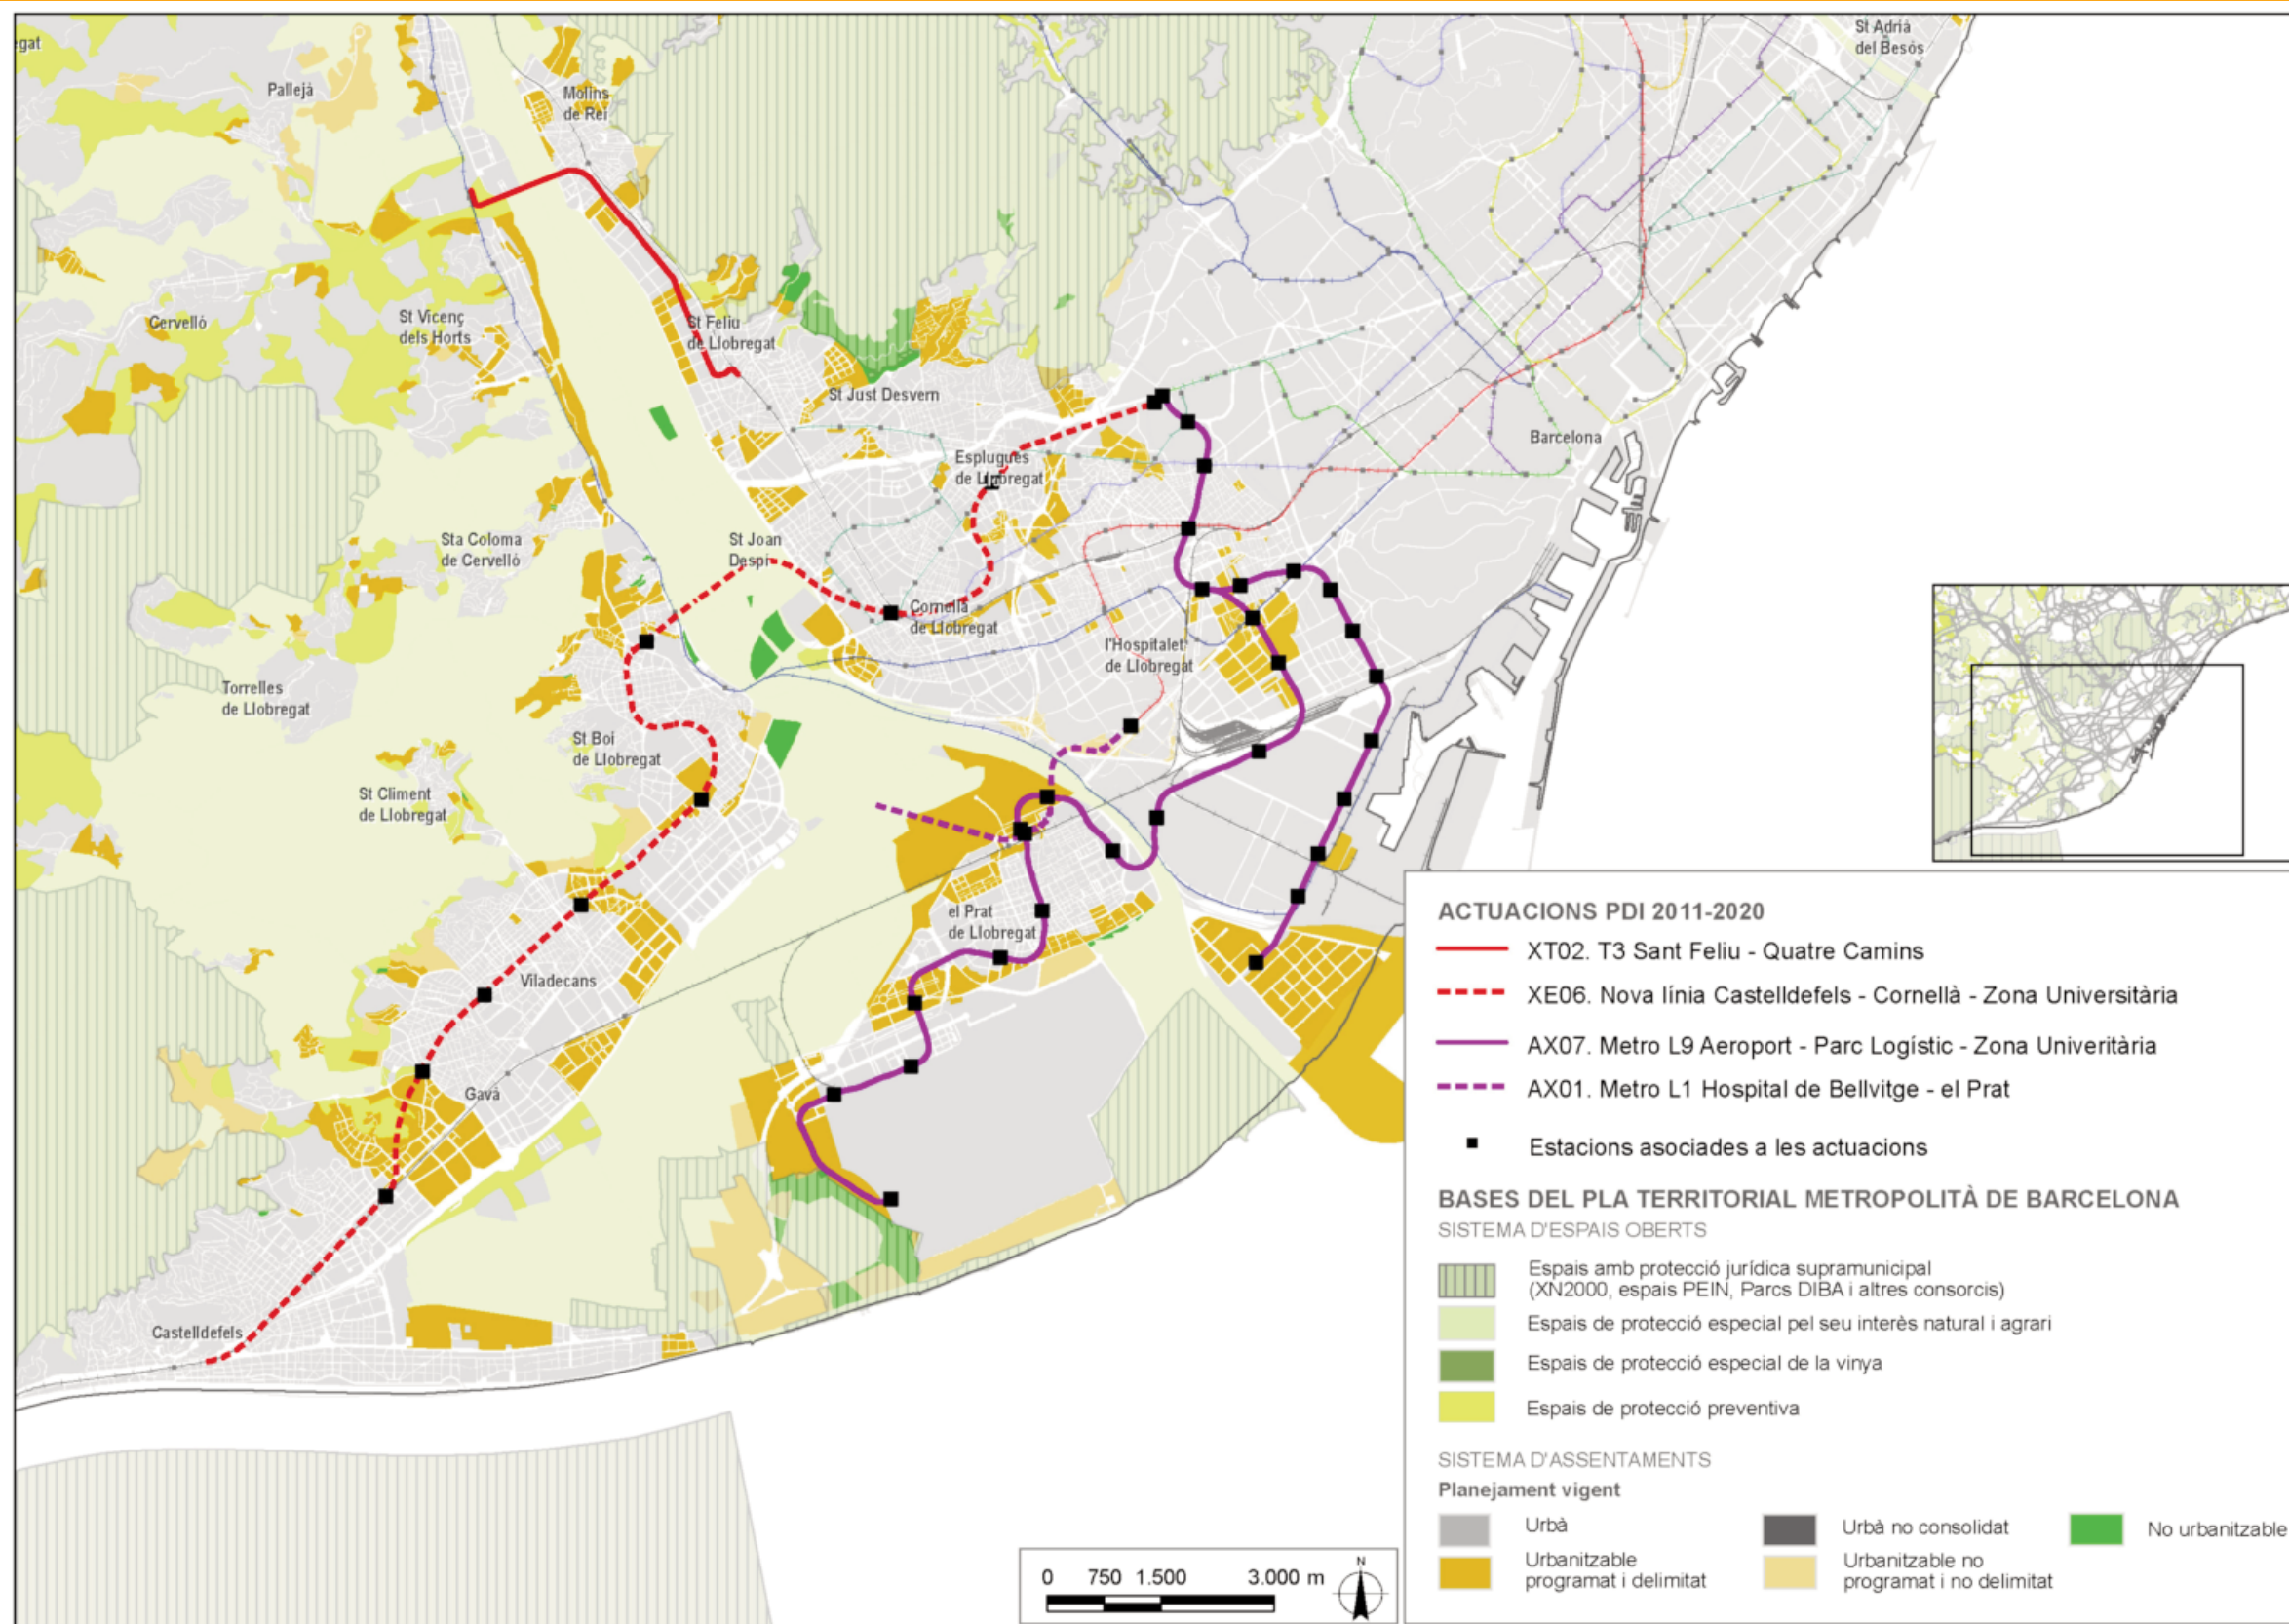 gat
Pallejà
Molins
de Rei
St Adrià
del Besòs
Cervelló
St Vicenç
dels Horts
St Feliu
de Llobregat
St Just Desvern
Esplugues
de Llobregat
Barcelona
Sta Coloma
de Cervelló
St Joan
Despí
Cornellà
de Llobregat
l'Hospitalet
de Llobregat
Torrelles
de Llobregat
St Boi
de Llobregat
St Climent
de Llobregat
el Prat
de Llobregat
Viladecans
Gavà
Castelldefels
ACTUACIONS PDI 2011-2020
XT02. T3 Sant Feliu - Quatre Camins
XE06. Nova línia Castelldefels - Cornellà - Zona Universitària
AX07. Metro L9 Aeroport - Parc Logístic - Zona Univeritària
AX01. Metro L1 Hospital de Bellvitge - el Prat
Estacions asociades a les actuacions
BASES DEL PLA TERRITORIAL METROPOLITÀ DE BARCELONA
SISTEMA D'ESPAIS OBERTS
Espais amb protecció jurídica supramunicipal
(XN2000, espais PEIN, Parcs DIBA i altres consorcis)
Espais de protecció especial pel seu interès natural i agrari
Espais de protecció especial de la vinya
Espais de protecció preventiva
SISTEMA D'ASSENTAMENTS
Planejament vigent
Urbà
Urbà no consolidat
No urbanitzable
Urbanitzable
programat i delimitat
Urbanitzable no
programat i no delimitat
0 750 1.500 3.000 m
N